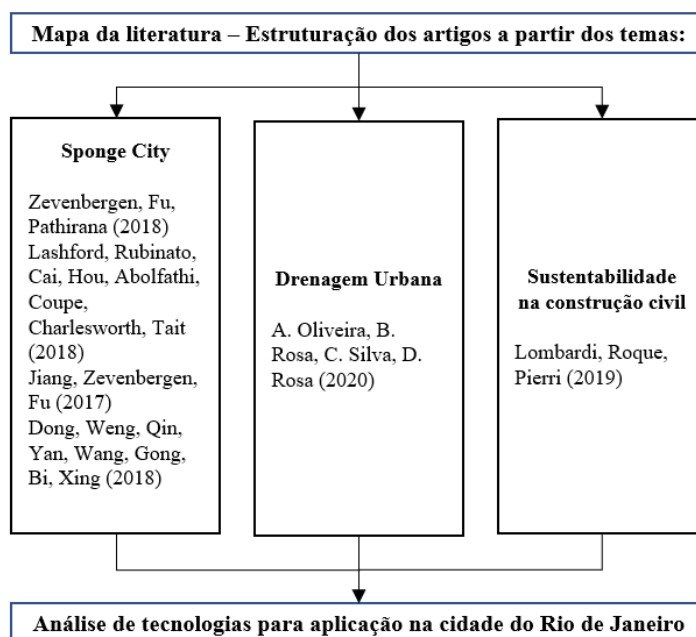 Mapa da literatura – Estruturação dos artigos a partir dos temas:
Sponge City
Zevenbergen, Fu,
Pathirana (2018)
Lashford, Rubinato,
Cai, Hou, Abolfathi,
Coupe,
Charlesworth, Tait
(2018)
Jiang, Zevenbergen,
Fu (2017)
Dong, Weng, Qin,
Yan, Wang, Gong,
Bi, Xing (2018)
Drenagem Urbana
A. Oliveira, B.
Rosa, C. Silva, D.
Rosa (2020)
Sustentabilidade
na construção civil
Lombardi, Roque,
Pierri (2019)
Análise de tecnologias para aplicação na cidade do Rio de Janeiro